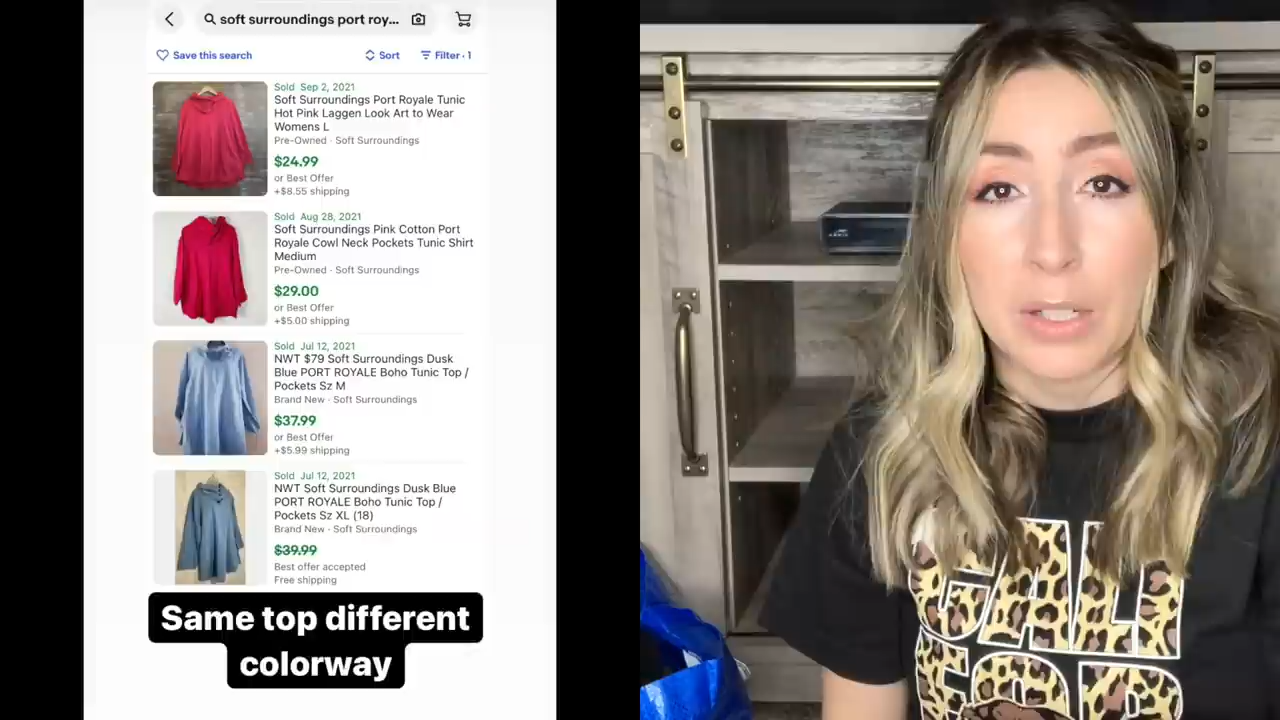 soft surroundings port roy...
Save this search
Sort
Filter · 1
Sold Sep 2, 2021
Soft Surroundings Port Royale Tunic
Hot Pink Laggen Look Art to Wear
Womens L
Pre-Owned · Soft Surroundings
$24.99
or Best Offer
+$8.55 shipping
Sold Aug 28, 2021
Soft Surroundings Pink Cotton Port
Royale Cowl Neck Pockets Tunic Shirt
Medium
Pre-Owned · Soft Surroundings
$29.00
or Best Offer
+$5.00 shipping
Sold Jul 12, 2021
NWT $79 Soft Surroundings Dusk
Blue PORT ROYALE Boho Tunic Top /
Pockets Sz M
Brand New · Soft Surroundings
$37.99
or Best Offer
+$5.99 shipping
Sold Jul 12, 2021
NWT Soft Surroundings Dusk Blue
PORT ROYALE Boho Tunic Top /
Pockets Sz XL (18)
Brand New · Soft Surroundings
$39.99
Best offer accepted
Free shipping
Same top different
colorway
CALI
FOR